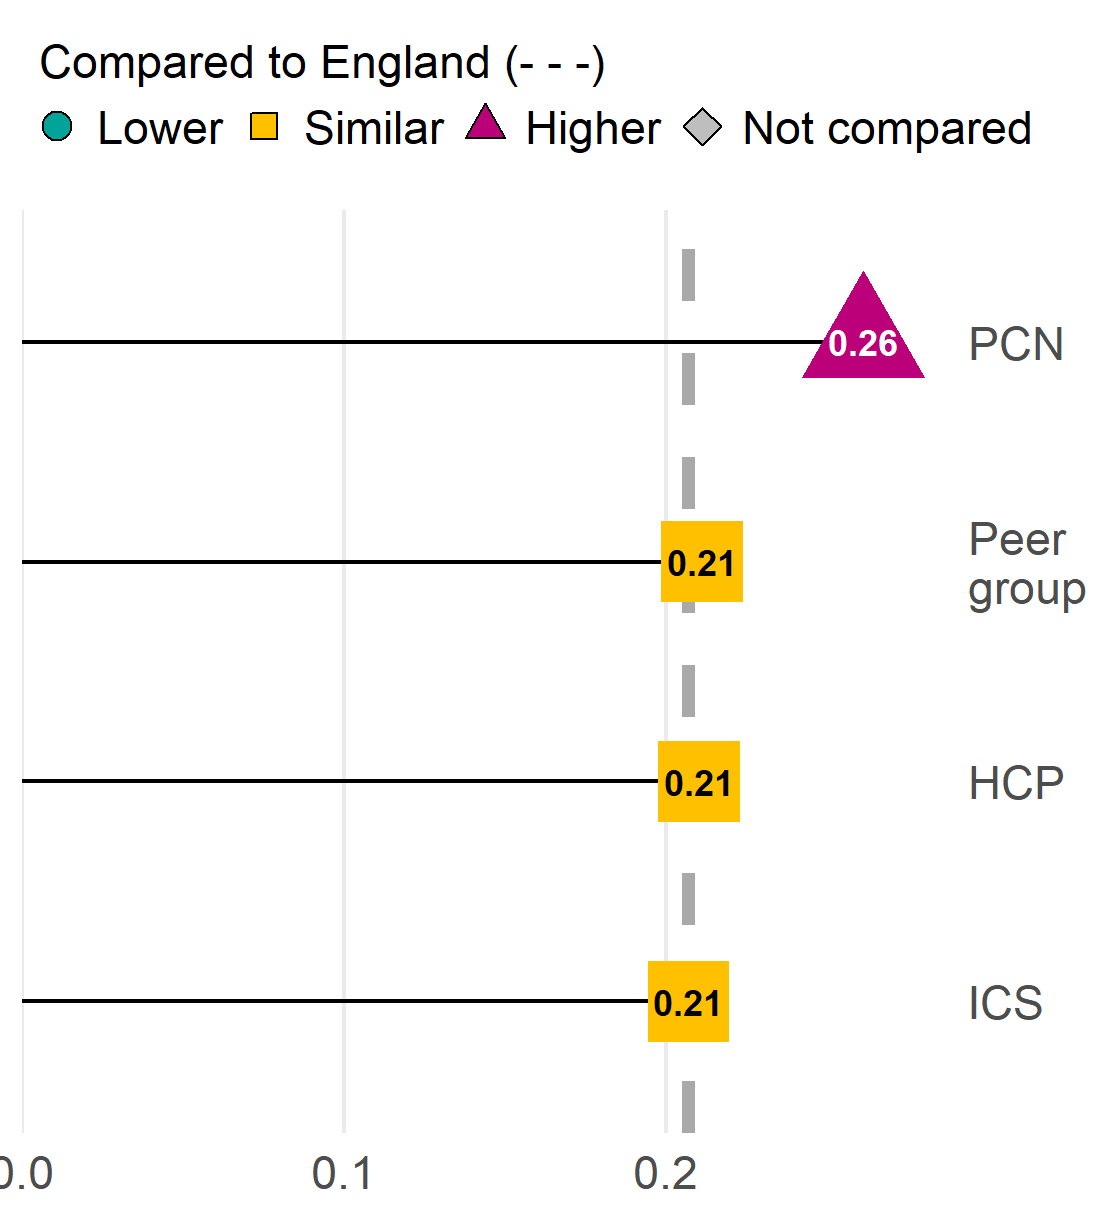 Compared to England (- - -)
Lower Similar Higher Not compared
0.26 PCN
Peer
0.21 group
0.21 HCP
0.21 ICS
0.0 0.1 0.2